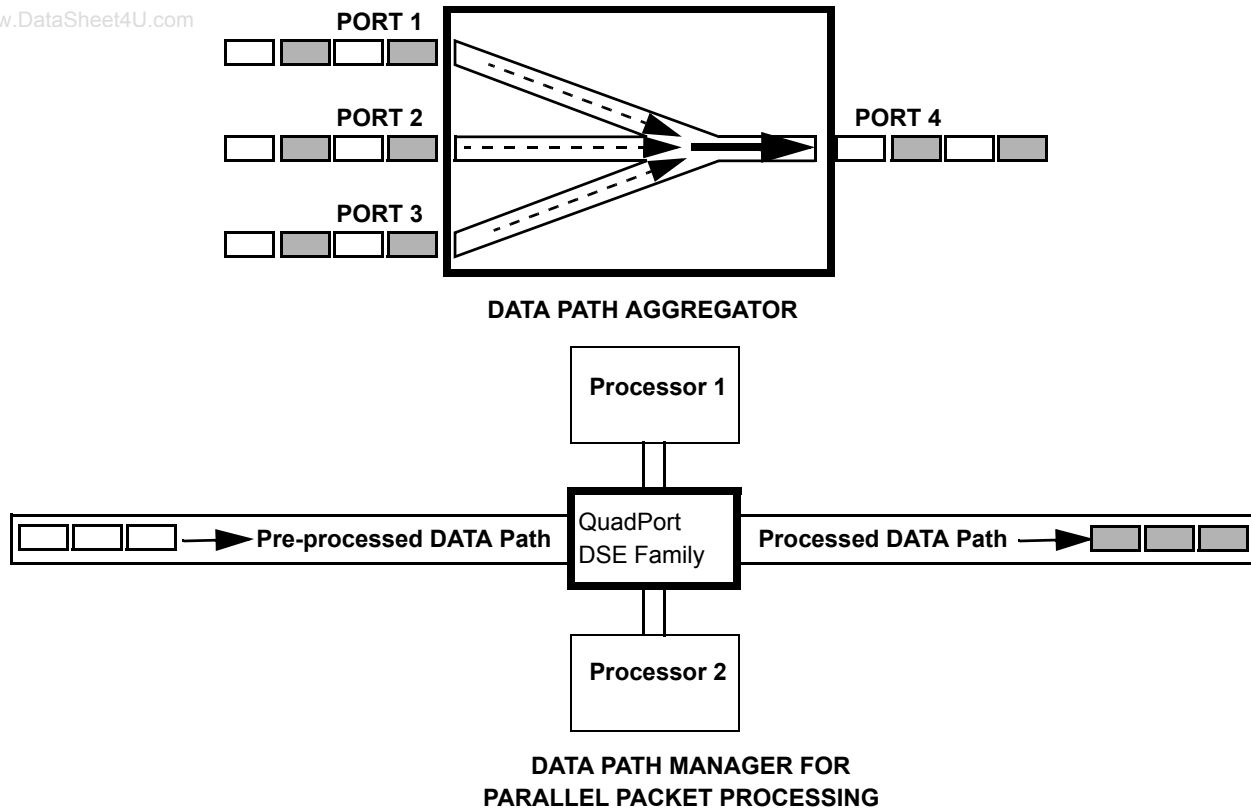 w.DataSheet4U.com
PORT 1
PORT 2
PORT 4
PORT 3
DATA PATH AGGREGATOR
Processor 1
QuadPort
DSE Family
Pre-processed DATA Path
Processed DATA Path
Processor 2
DATA PATH MANAGER FOR
PARALLEL PACKET PROCESSING